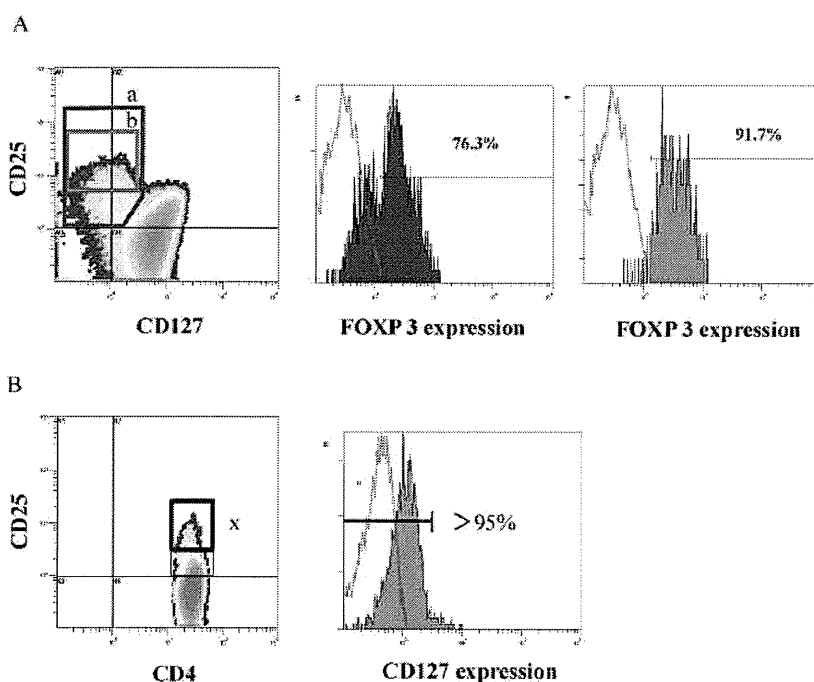 A
CD25
a
b
CD127
76.3%
FOXP 3 expression
91.7%
FOXP 3 expression
B
CD25
x
CD4
>95%
CD127 expression